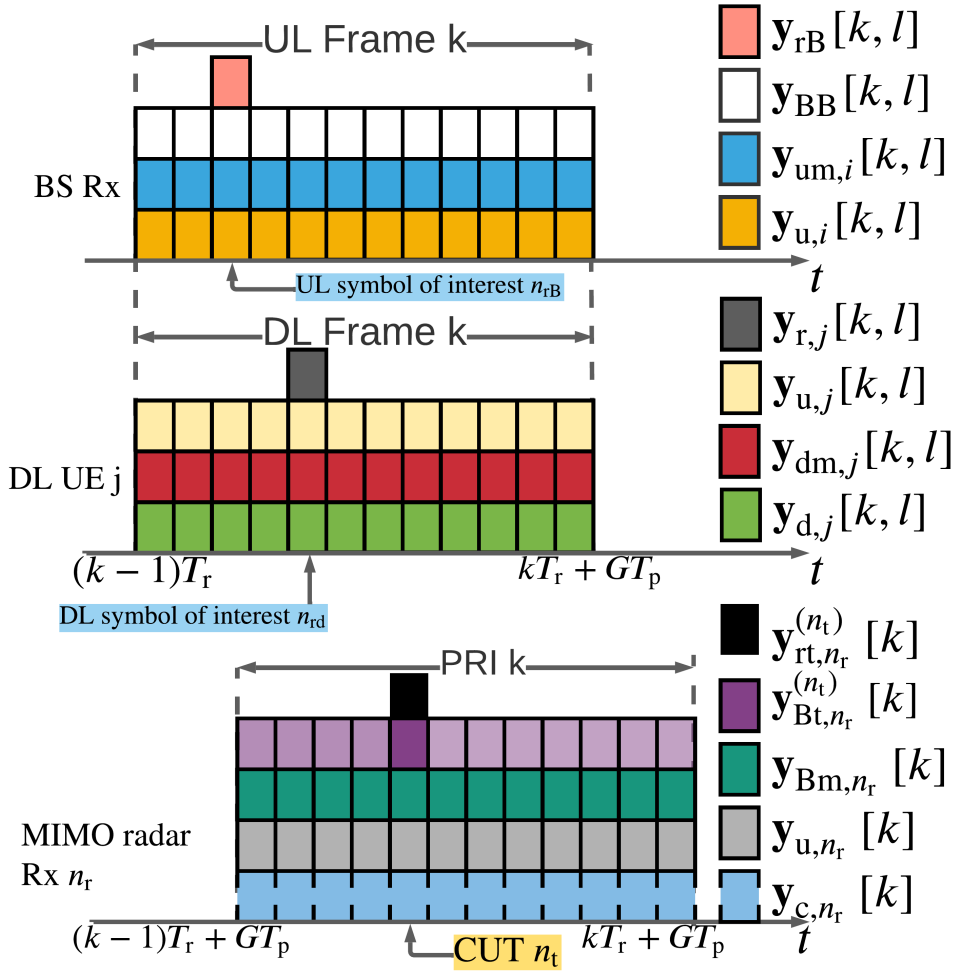 UL Frame k
BS Rx
UL symbol of interest n_rB
t
y_rB[k, l]
y_BB[k, l]
y_um,i[k, l]
y_u,i[k, l]
DL Frame k
DL UE j
(k − 1)T_r
kT_r + GT_p
t
DL symbol of interest n_rd
y_r,j[k, l]
y_u,j[k, l]
y_dm,j[k, l]
y_d,j[k, l]
PRI k
MIMO radar
Rx n_r
(k − 1)T_r + GT_p
kT_r + GT_p
t
CUT n_t
y_rt,n_r^(n_t) [k]
y_Bt,n_r^(n_t) [k]
y_Bm,n_r [k]
y_u,n_r [k]
y_c,n_r [k]